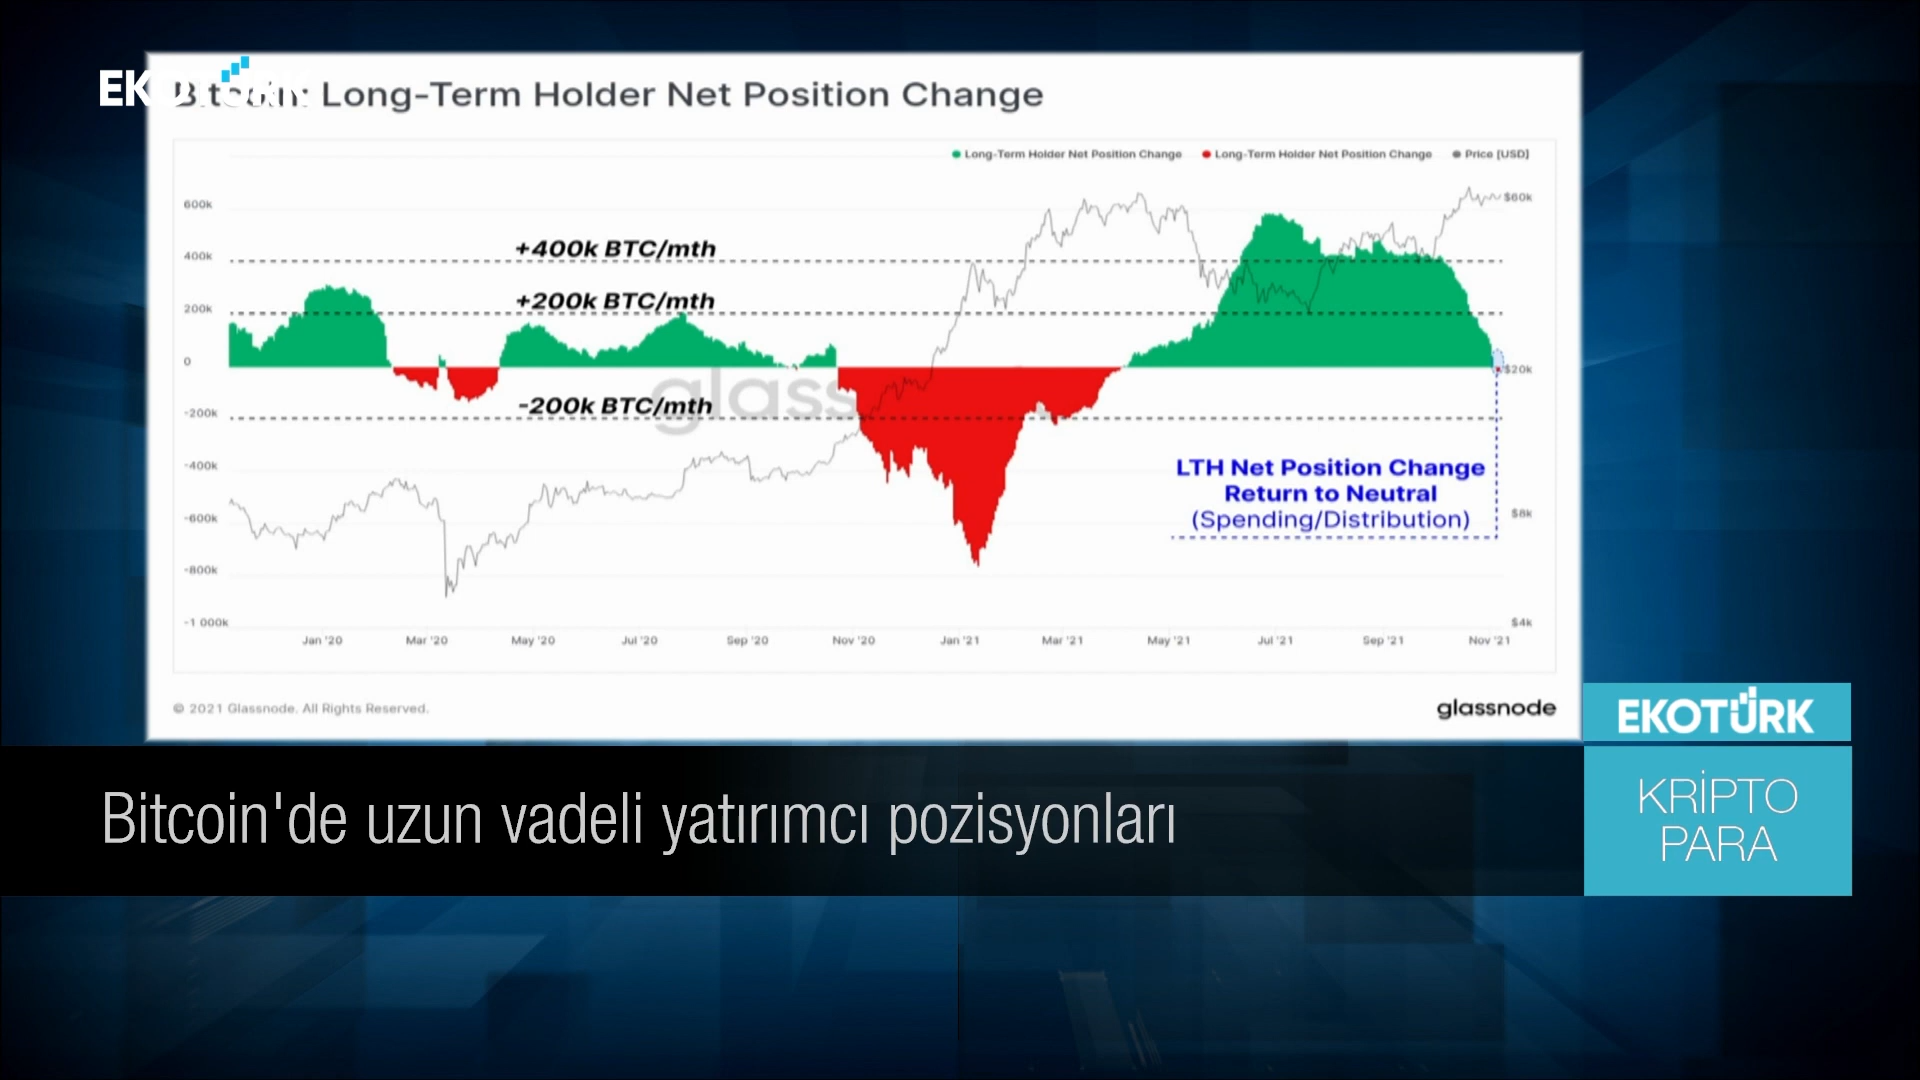 EKOTÜRK
Bitcoin: Long-Term Holder Net Position Change
Long-Term Holder Net Position Change
Long-Term Holder Net Position Change
Price [USD]
600k
400k
200k
0
-200k
-400k
-600k
-800k
-1 000k
+400k BTC/mth
+200k BTC/mth
-200k BTC/mth
glass
LTH Net Position Change
Return to Neutral
(Spending/Distribution)
$60k
$20k
$8k
$4k
Jan '20 Mar '20 May '20 Jul '20 Sep '20 Nov '20 Jan '21 Mar '21 May '21 Jul '21 Sep '21 Nov '21
© 2021 Glassnode. All Rights Reserved.
glassnode
EKOTÜRK
Bitcoin'de uzun vadeli yatırımcı pozisyonları
KRİPTO
PARA